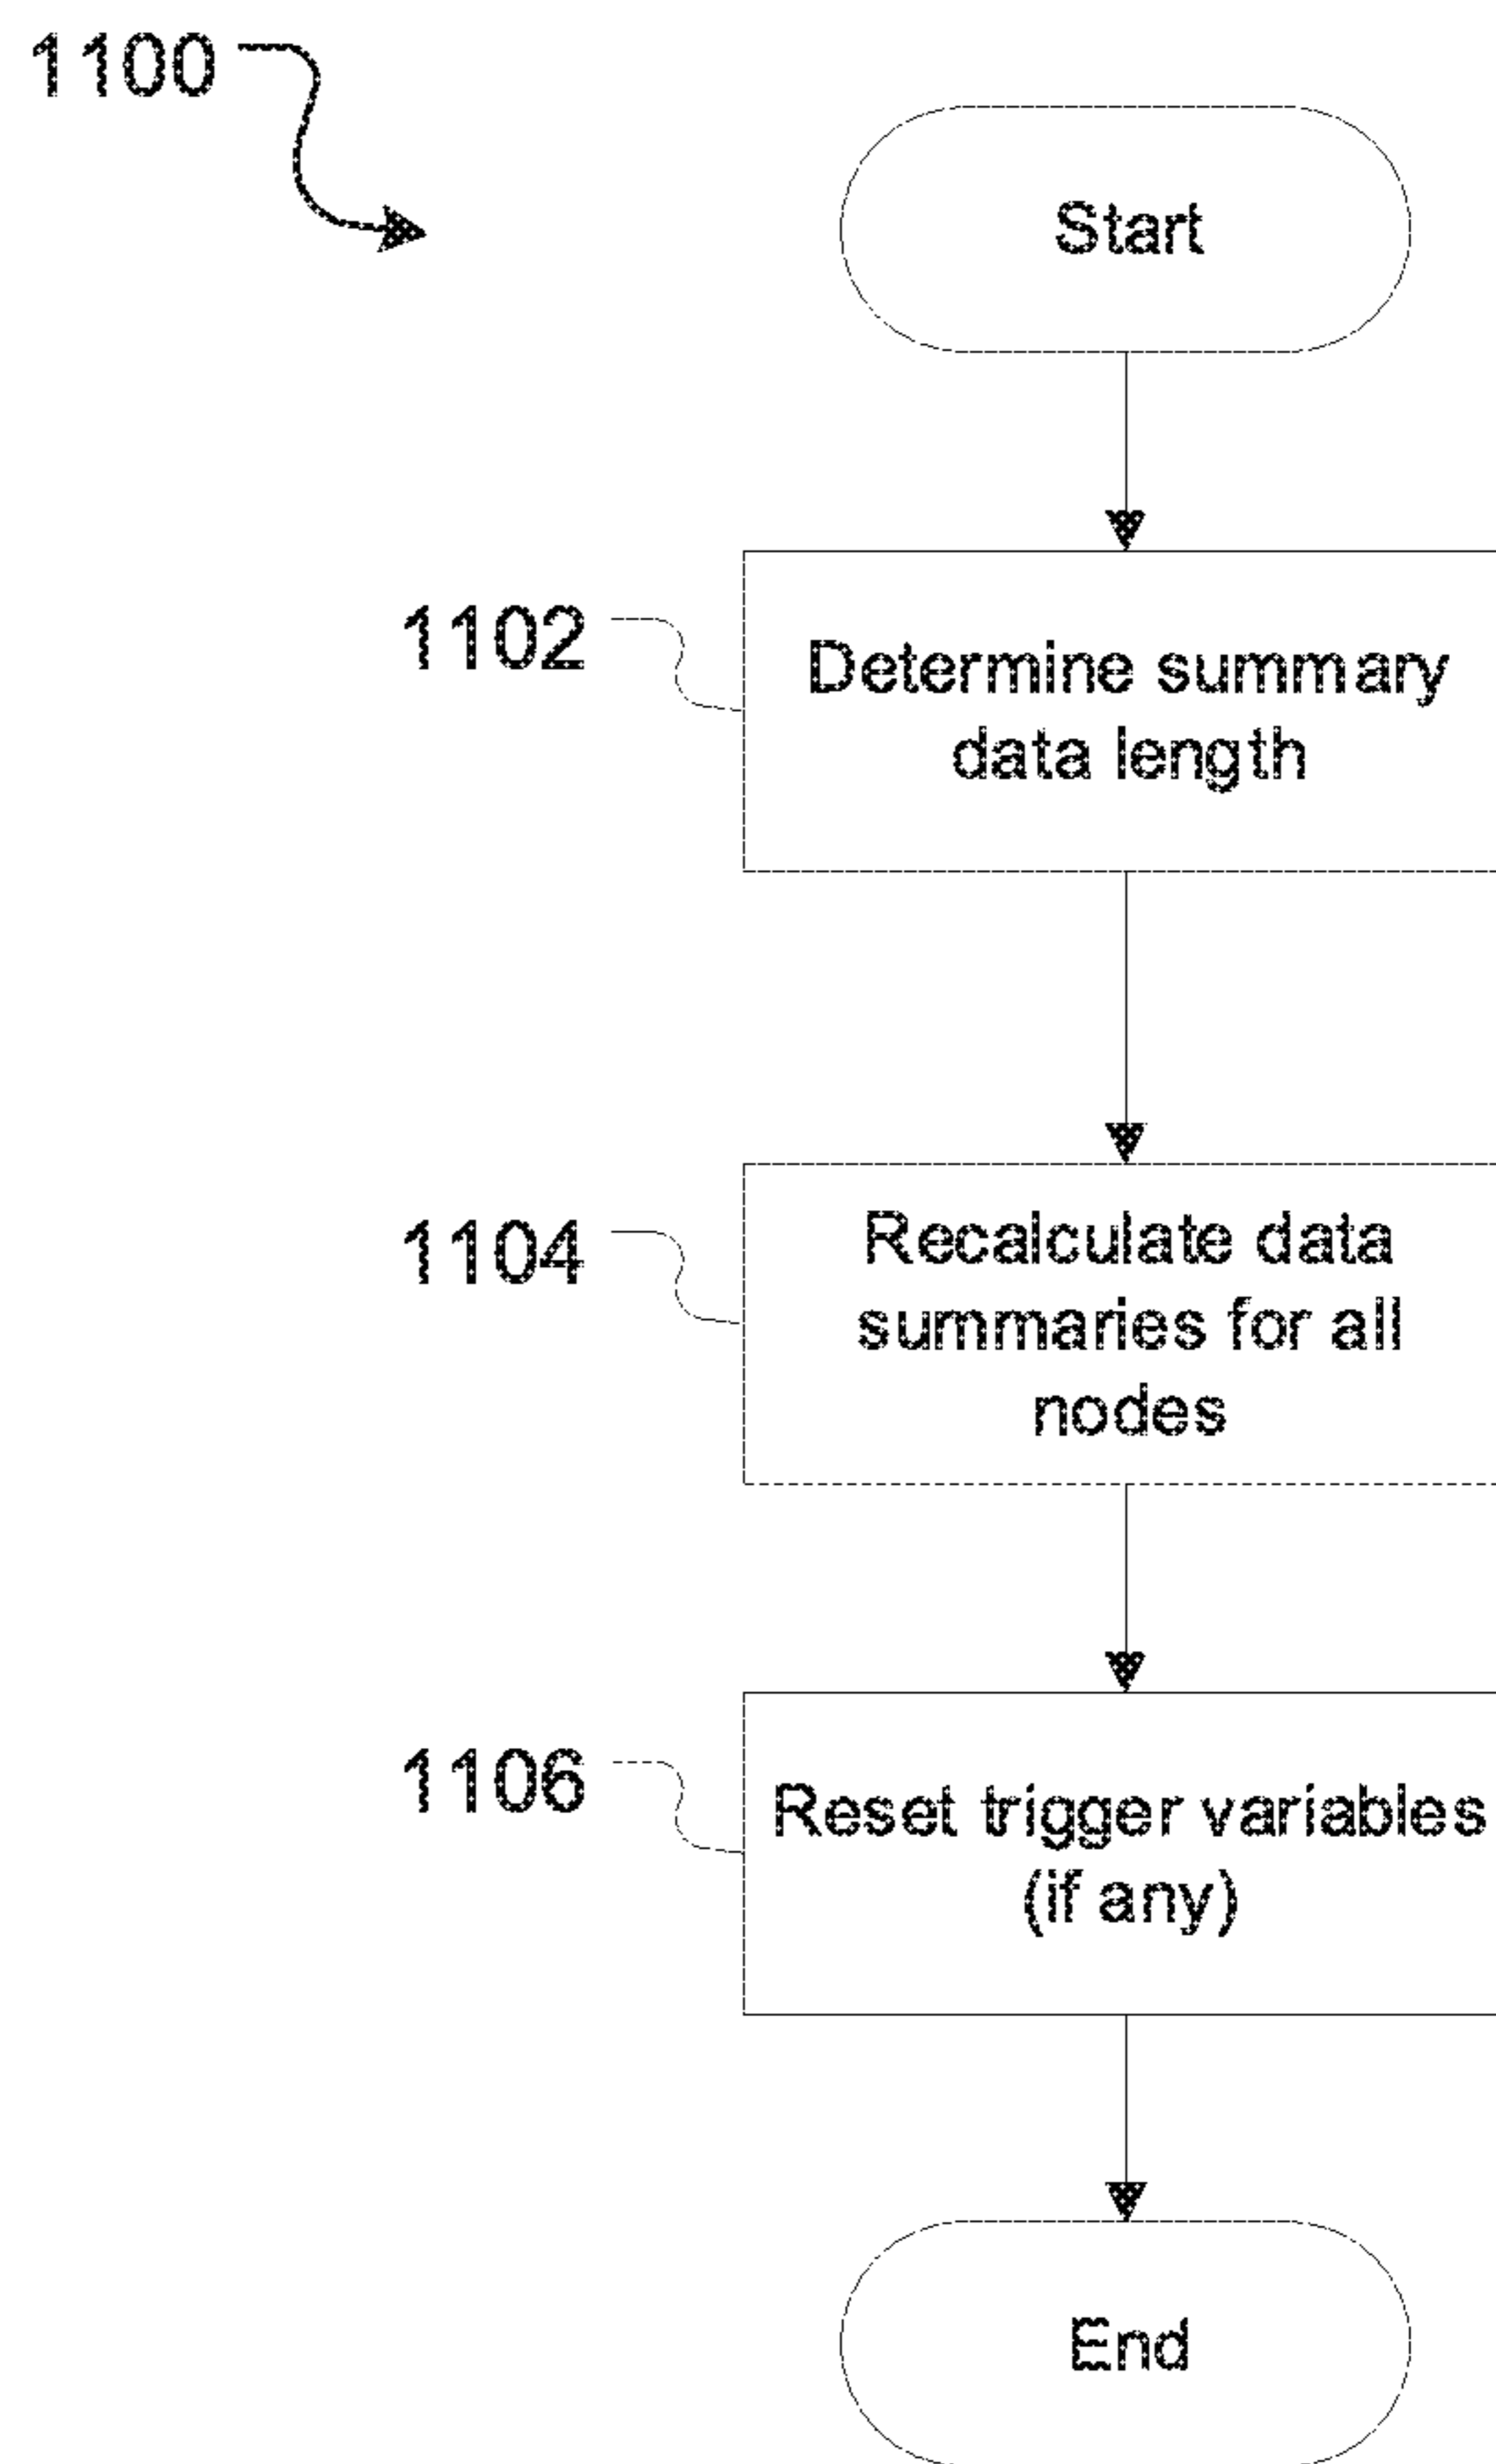 1100
Start
1102
Determine summary
data length
1104
Recalculate data
summaries for all
nodes
1106
Reset trigger variables
(if any)
End